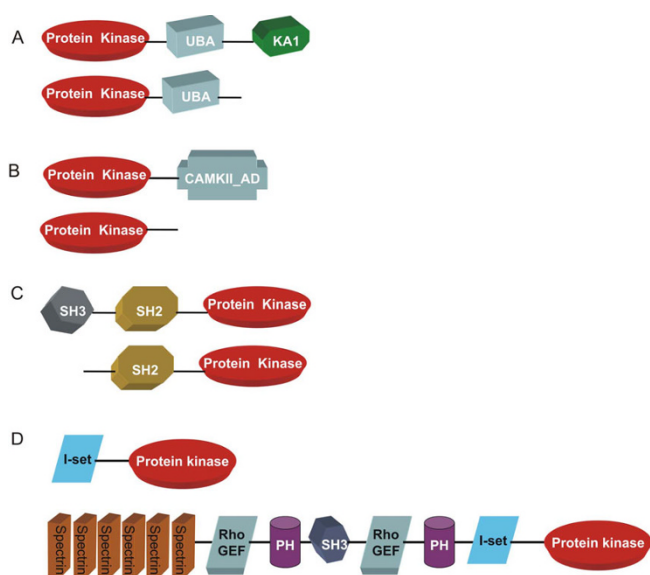 A
Protein Kinase UBA KA1
Protein Kinase UBA
B
Protein Kinase CAMKII_AD
Protein Kinase
C
SH3 SH2 Protein Kinase
SH2 Protein Kinase
D
I-set Protein kinase
Spectrin Spectrin Spectrin Spectrin Spectrin Spectrin Rho GEF PH SH3 Rho GEF PH I-set Protein kinase